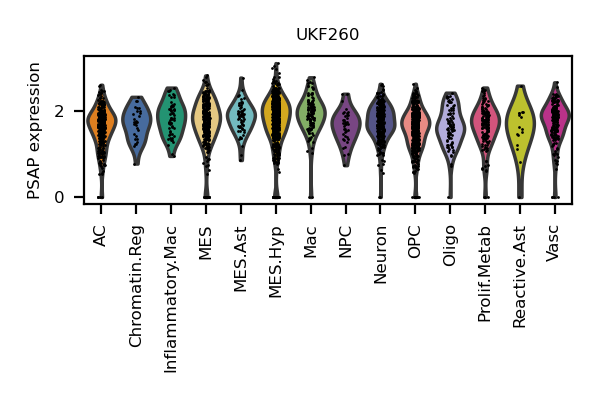 UKF260
PSAP expression
2
0
AC
Chromatin.Reg
Inflammatory.Mac
MES
MES.Ast
MES.Hyp
Mac
NPC
Neuron
OPC
Oligo
Prolif.Metab
Reactive.Ast
Vasc